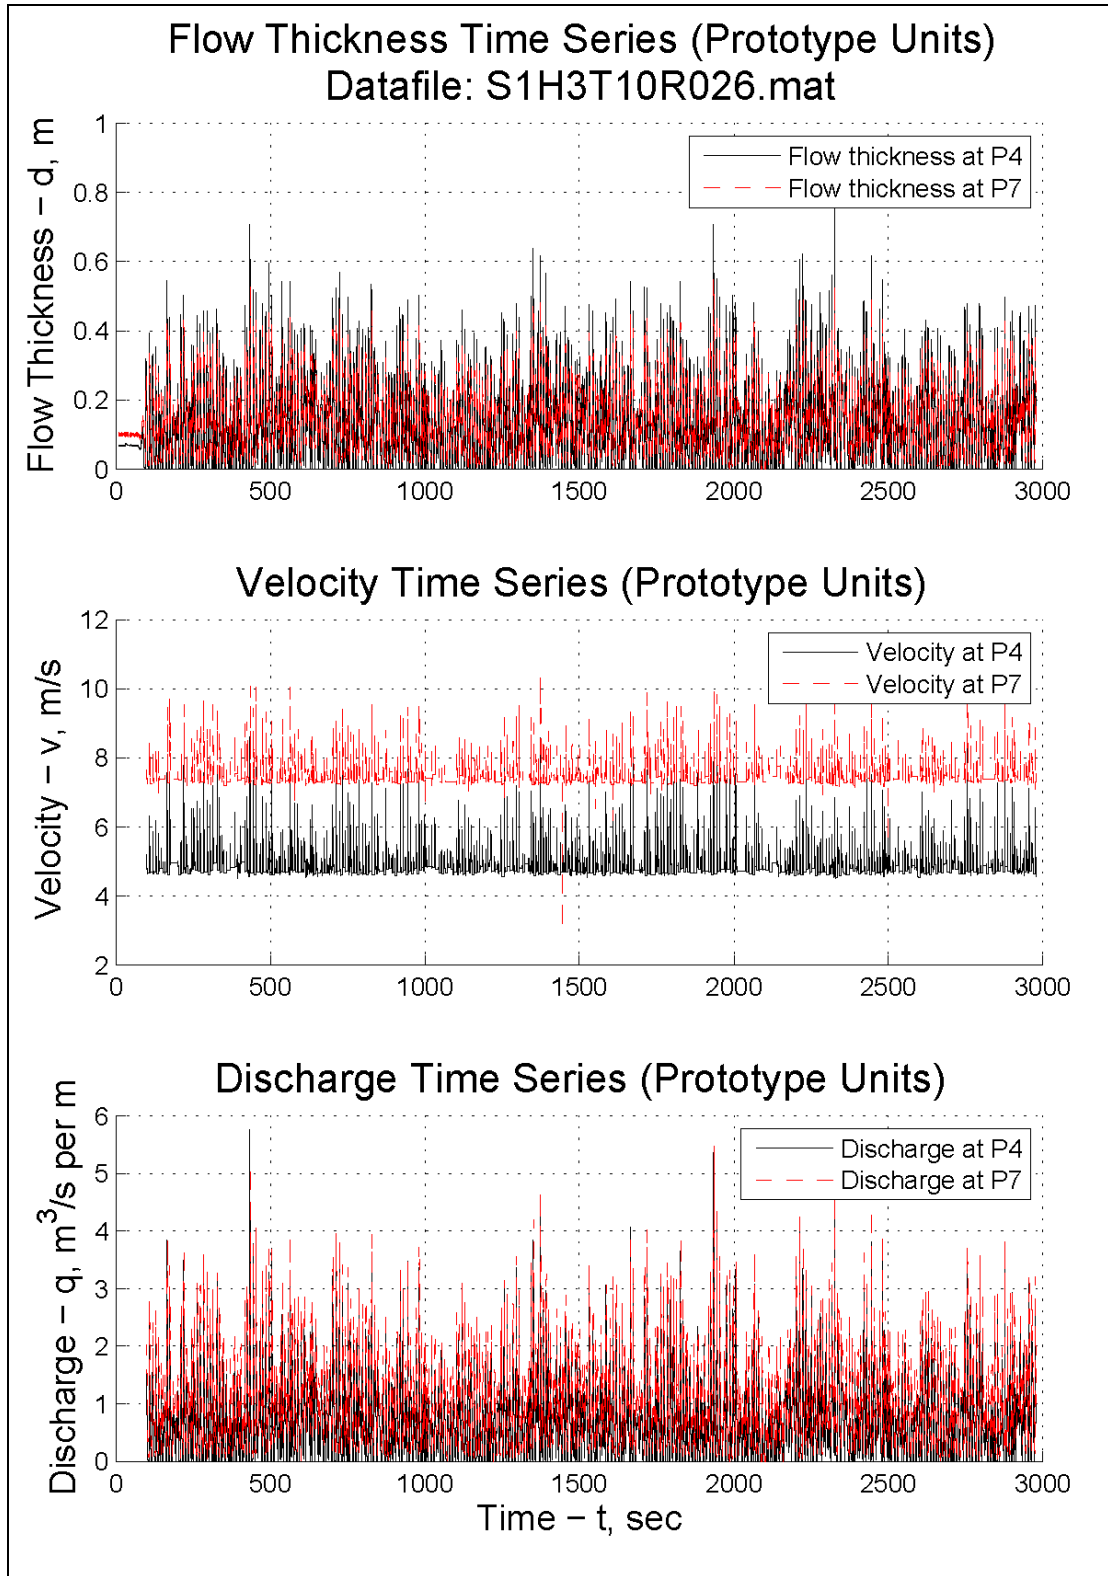 Flow Thickness Time Series (Prototype Units)
Datafile: S1H3T10R026.mat
Flow Thickness – d, m
1
0.8
0.6
0.4
0.2
0
Flow thickness at P4
Flow thickness at P7
0 500 1000 1500 2000 2500 3000
Velocity Time Series (Prototype Units)
Velocity – v, m/s
12
10
8
6
4
2
Velocity at P4
Velocity at P7
0 500 1000 1500 2000 2500 3000
Discharge Time Series (Prototype Units)
Discharge – q, m³/s per m
6
5
4
3
2
1
0
Discharge at P4
Discharge at P7
0 500 1000 1500 2000 2500 3000
Time – t, sec